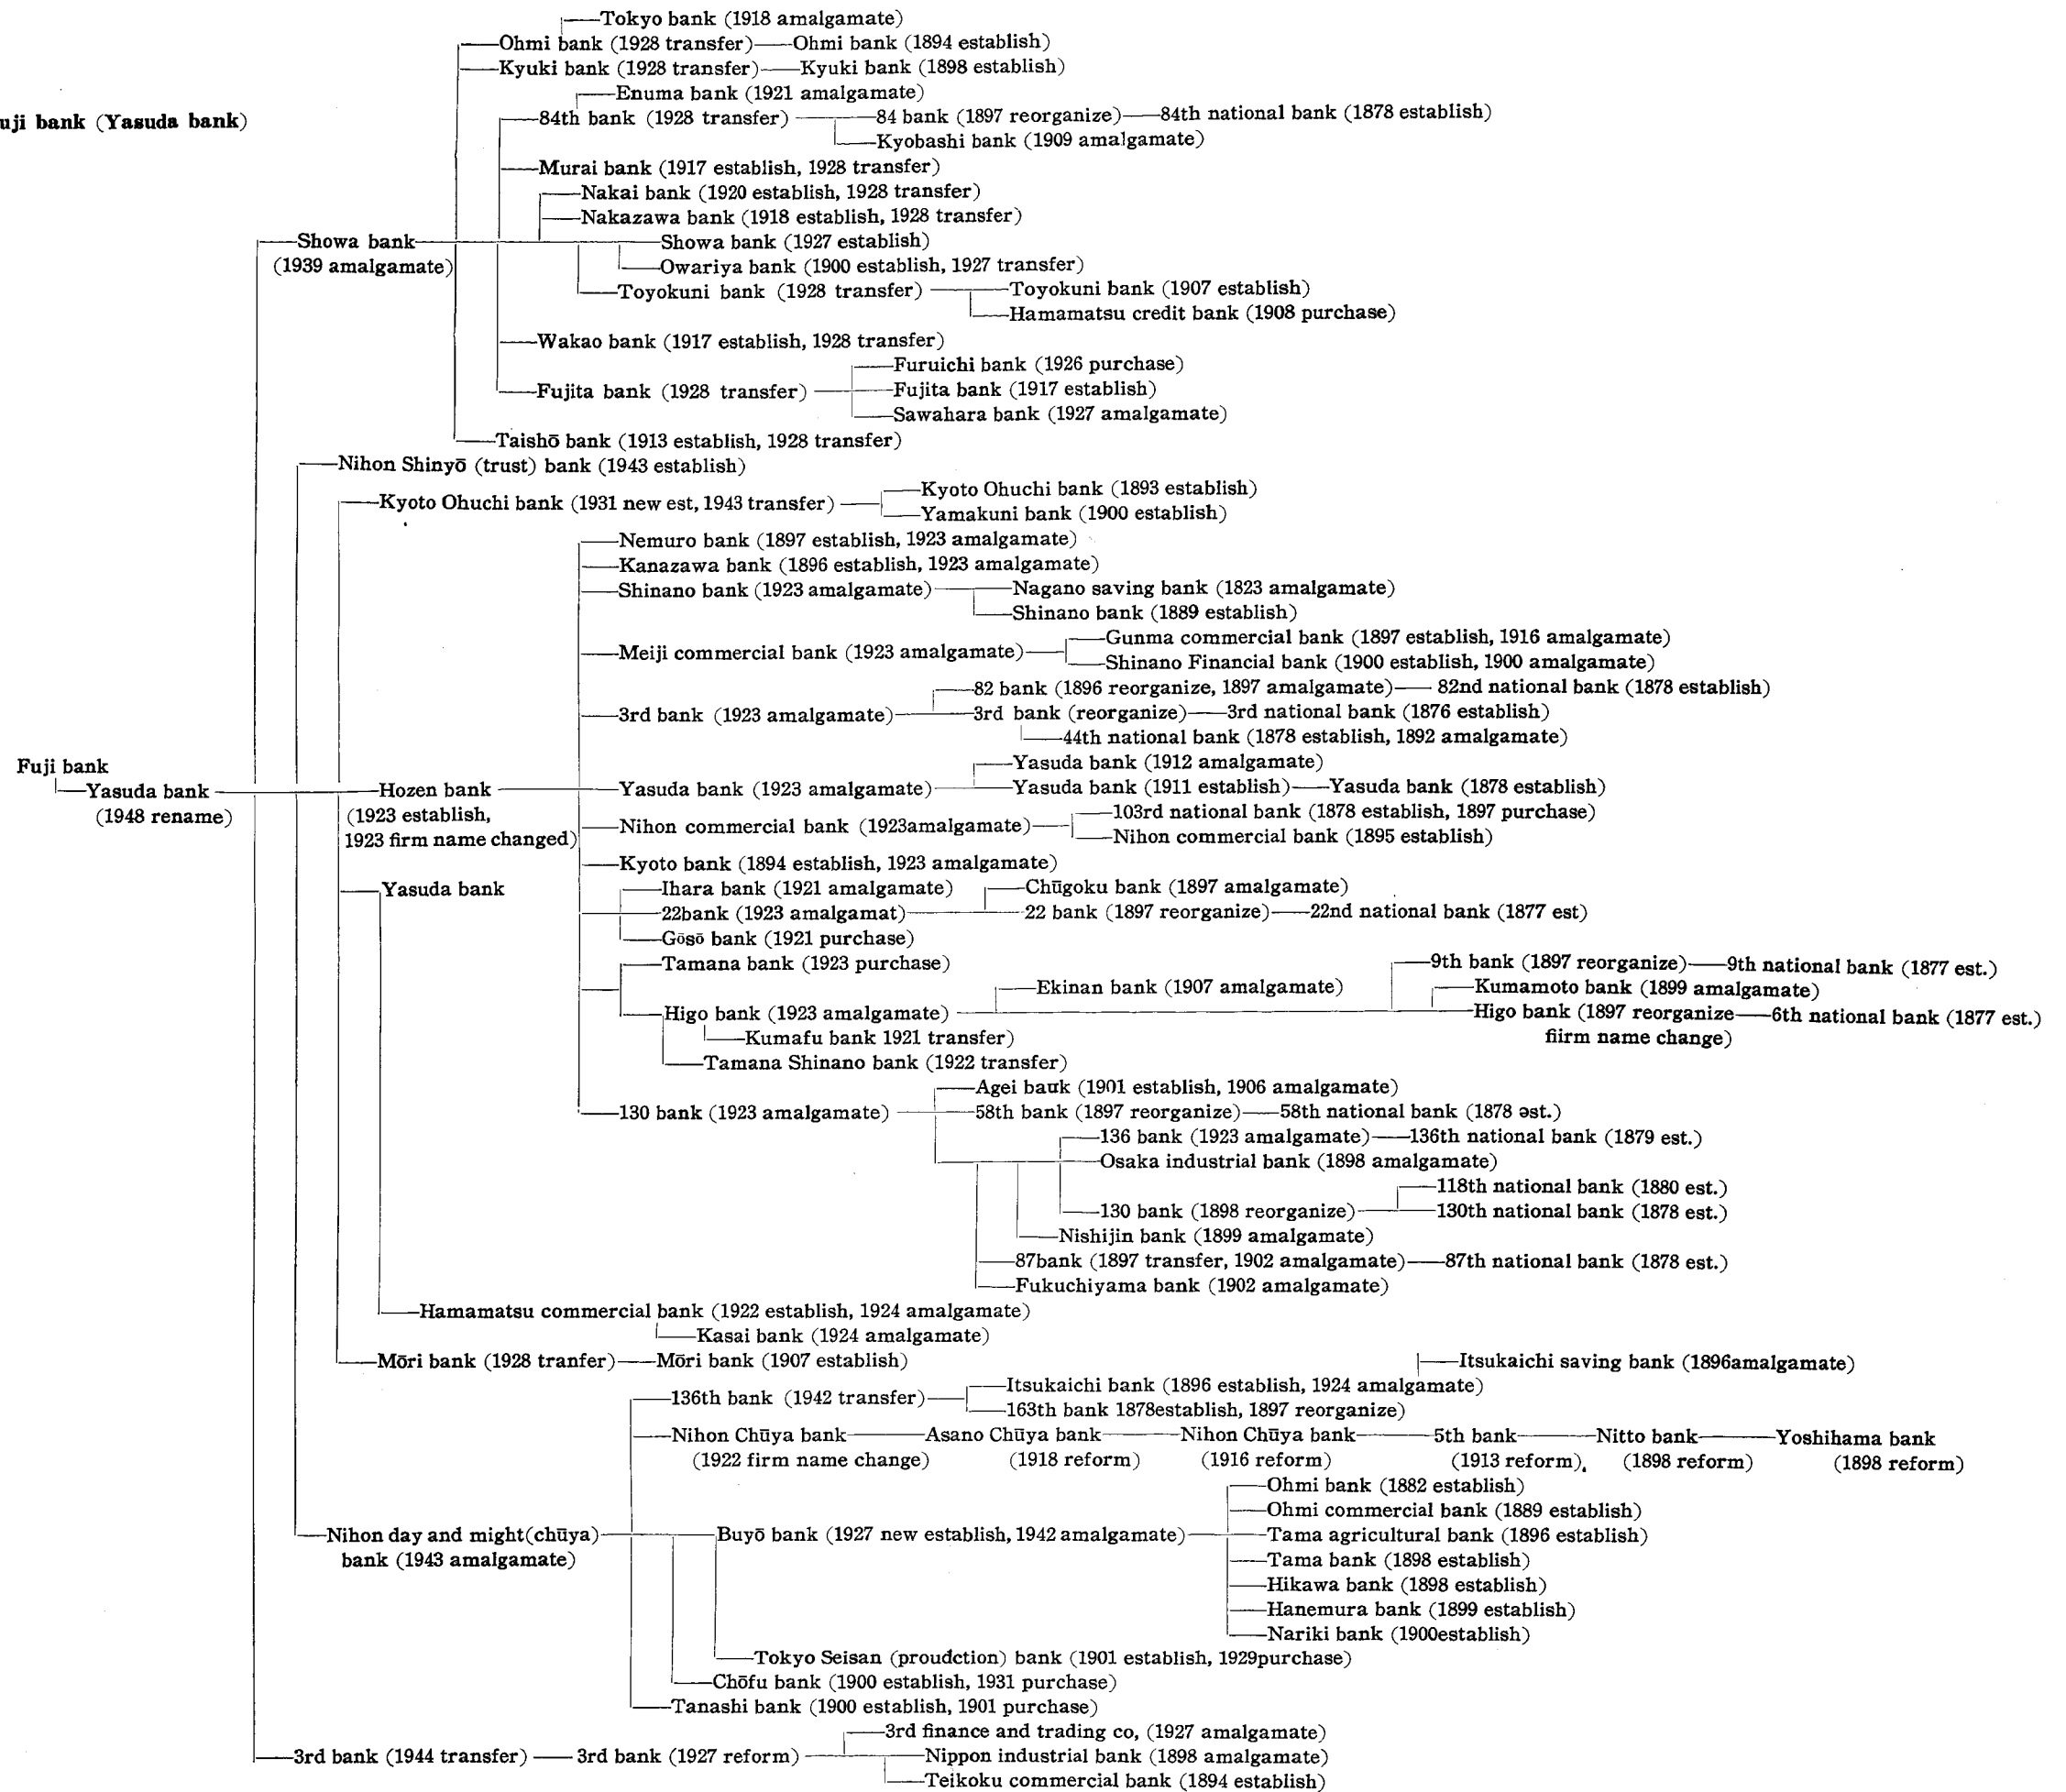 Tokyo bank (1918 amalgamate)
Ohmi bank (1928 transfer) Ohmi bank (1894 establish)
Kyuki bank (1928 transfer) Kyuki bank (1898 establish)
Enuma bank (1921 amalgamate)
uji bank (Yasuda bank)
84th bank (1928 transfer) 84 bank (1897 reorganize) 84th national bank (1878 establish)
Kyobashi bank (1909 amalgamate)
Murai bank (1917 establish, 1928 transfer)
Nakai bank (1920 establish, 1928 transfer)
Nakazawa bank (1918 establish, 1928 transfer)
Showa bank Showa bank (1927 establish)
(1939 amalgamate) Owariya bank (1900 establish, 1927 transfer)
Toyokuni bank (1928 transfer) Toyokuni bank (1907 establish)
Hamamatsu credit bank (1908 purchase)
Wakao bank (1917 establish, 1928 transfer)
Furuichi bank (1926 purchase)
Fujita bank (1928 transfer) Fujita bank (1917 establish)
Sawahara bank (1927 amalgamate)
Taishō bank (1913 establish, 1928 transfer)
Nihon Shinyō (trust) bank (1943 establish)
Kyoto Ohuchi bank (1893 establish)
Kyoto Ohuchi bank (1931 new est, 1943 transfer)
Yamakuni bank (1900 establish)
Nemuro bank (1897 establish, 1923 amalgamate)
Kanazawa bank (1896 establish, 1923 amalgamate)
Shinano bank (1923 amalgamate) Nagano saving bank (1823 amalgamate)
Shinano bank (1889 establish)
Gunma commercial bank (1897 establish, 1916 amalgamate)
Meiji commercial bank (1923 amalgamate)
Shinano Financial bank (1900 establish, 1900 amalgamate)
82 bank (1896 reorganize, 1897 amalgamate) 82nd national bank (1878 establish)
3rd bank (1923 amalgamate) 3rd bank (reorganize) 3rd national bank (1876 establish)
44th national bank (1878 establish, 1892 amalgamate)
Fuji bank Yasuda bank (1912 amalgamate)
Yasuda bank Hozen bank Yasuda bank (1923 amalgamate) Yasuda bank (1911 establish) Yasuda bank (1878 establish)
(1948 rename) (1923 establish, 103rd national bank (1878 establish, 1897 purchase)
Nihon commercial bank (1923amalgamate)
1923 firm name changed) Nihon commercial bank (1895 establish)
Kyoto bank (1894 establish, 1923 amalgamate)
Yasuda bank Ihara bank (1921 amalgamate) Chūgoku bank (1897 amalgamate)
22bank (1923 amalgamat) 22 bank (1897 reorganize) 22nd national bank (1877 est)
Gōsō bank (1921 purchase)
Tamana bank (1923 purchase) 9th bank (1897 reorganize) 9th national bank (1877 est.)
Ekinan bank (1907 amalgamate) Kumamoto bank (1899 amalgamate)
Higo bank (1923 amalgamate) Higo bank (1897 reorganize 6th national bank (1877 est.)
Kumafu bank 1921 transfer) fiirm name change)
Tamana Shinano bank (1922 transfer)
Agei bauk (1901 establish, 1906 amalgamate)
130 bank (1923 amalgamate) 58th bank (1897 reorganize) 58th national bank (1878 əst.)
136 bank (1923 amalgamate) 136th national bank (1879 est.)
Osaka industrial bank (1898 amalgamate)
118th national bank (1880 est.)
130 bank (1898 reorganize) 130th national bank (1878 est.)
Nishijin bank (1899 amalgamate)
87bank (1897 transfer, 1902 amalgamate) 87th national bank (1878 est.)
Fukuchiyama bank (1902 amalgamate)
Hamamatsu commercial bank (1922 establish, 1924 amalgamate)
Kasai bank (1924 amalgamate)
Mōri bank (1928 tranfer) Mōri bank (1907 establish) Itsukaichi saving bank (1896amalgamate)
Itsukaichi bank (1896 establish, 1924 amalgamate)
136th bank (1942 transfer)
163th bank 1878establish, 1897 reorganize)
Nihon Chūya bank Asano Chūya bank Nihon Chūya bank 5th bank Nitto bank Yoshihama bank
(1922 firm name change) (1918 reform) (1916 reform) (1913 reform), (1898 reform) (1898 reform)
Ohmi bank (1882 establish)
Ohmi commercial bank (1889 establish)
Nihon day and might(chūya) Buyō bank (1927 new establish, 1942 amalgamate) Tama agricultural bank (1896 establish)
bank (1943 amalgamate) Tama bank (1898 establish)
Hikawa bank (1898 establish)
Hanemura bank (1899 establish)
Nariki bank (1900establish)
Tokyo Seisan (proudction) bank (1901 establish, 1929purchase)
Chōfu bank (1900 establish, 1931 purchase)
Tanashi bank (1900 establish, 1901 purchase)
3rd finance and trading co, (1927 amalgamate)
3rd bank (1944 transfer) 3rd bank (1927 reform) Nippon industrial bank (1898 amalgamate)
Teikoku commercial bank (1894 establish)